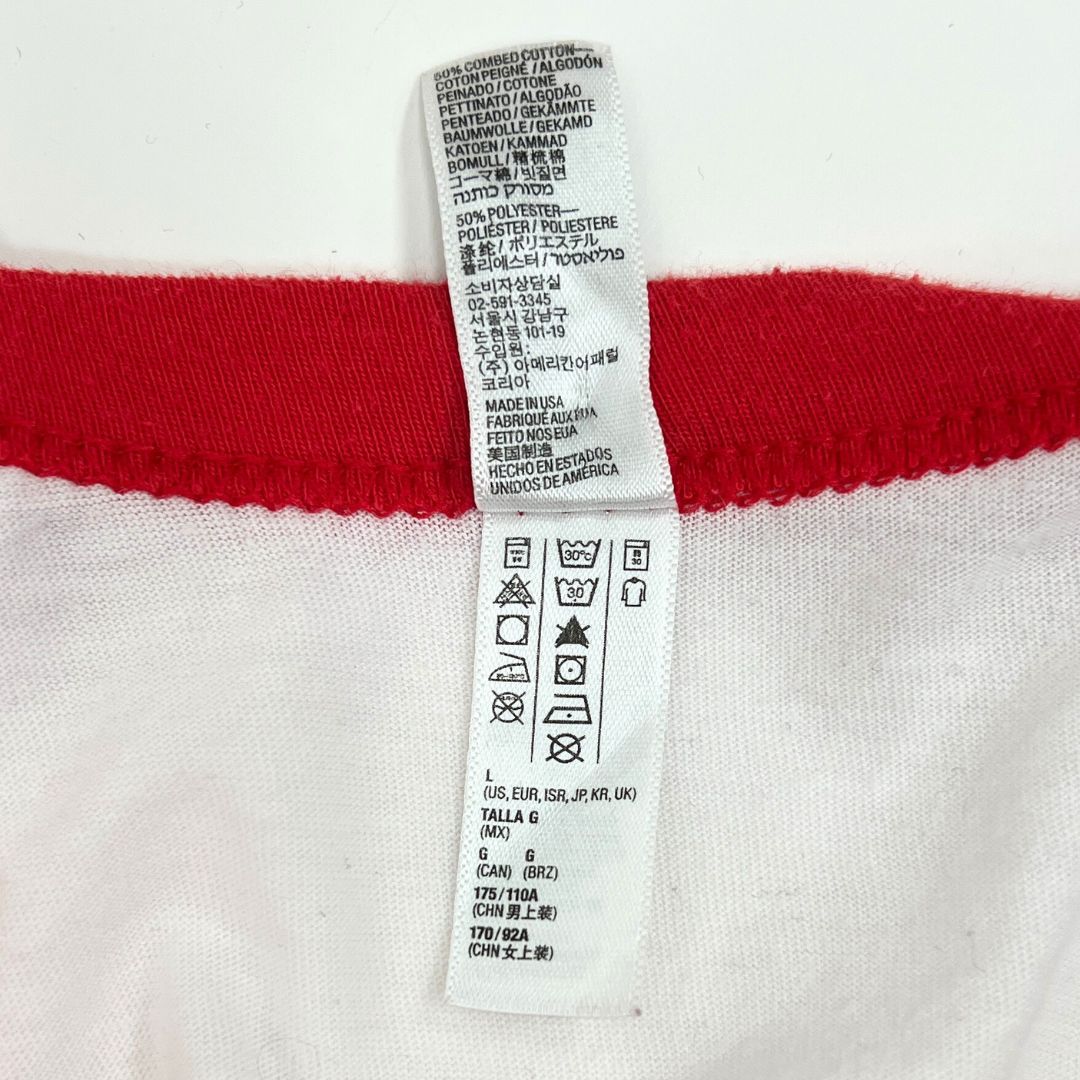 50% COMBED COTTON—
COTON PEIGNÉ / ALGODÓN
PEINADO / COTONE
PETTINATO / ALGODÃO
PENTEADO / GEKÄMMTE
BAUMWOLLE / GEKAMD
KATOEN / KAMMAD
BOMULL / 精梳棉
コーマ綿 / 빗질면
מסורק כותנה
50% POLYESTER—
POLIÉSTER / POLIESTERE
涤纶 / ポリエステル
폴리에스터 / פוליאסטר
소비자상담실
02-591-3345
서울시 강남구
논현동 101-19
수입원:
(주) 아메리칸어패럴
코리아
MADE IN USA
FABRIQUÉ AUX EUA
FEITO NOS EUA
美国制造
HECHO EN ESTADOS
UNIDOS DE AMÉRICA
30°C
30
30
L
(US, EUR, ISR, JP, KR, UK)
TALLA G
(MX)
G G
(CAN) (BRZ)
175/110A
(CHN 男上装)
170/92A
(CHN 女上装)